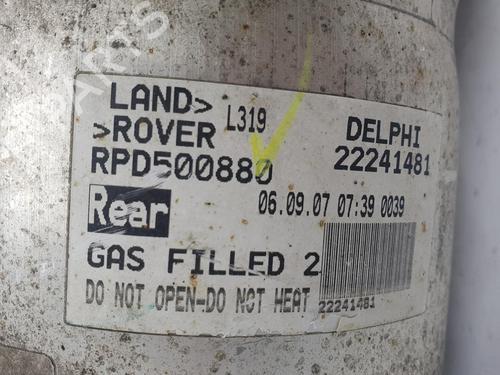 LAND> L319 DELPHI
>ROVER
RPD500880 22241481
Rear 06.09.07 07:39 0039
GAS FILLED 2
DO NOT OPEN-DO NOT HEAT 22241481